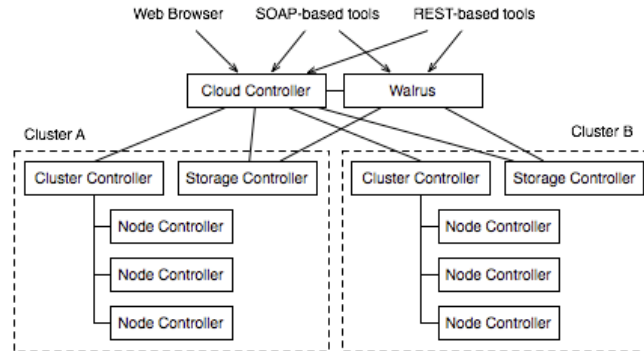 Web Browser SOAP-based tools REST-based tools
Cloud Controller Walrus
Cluster A Cluster B
Cluster Controller Storage Controller Cluster Controller Storage Controller
Node Controller Node Controller
Node Controller Node Controller
Node Controller Node Controller